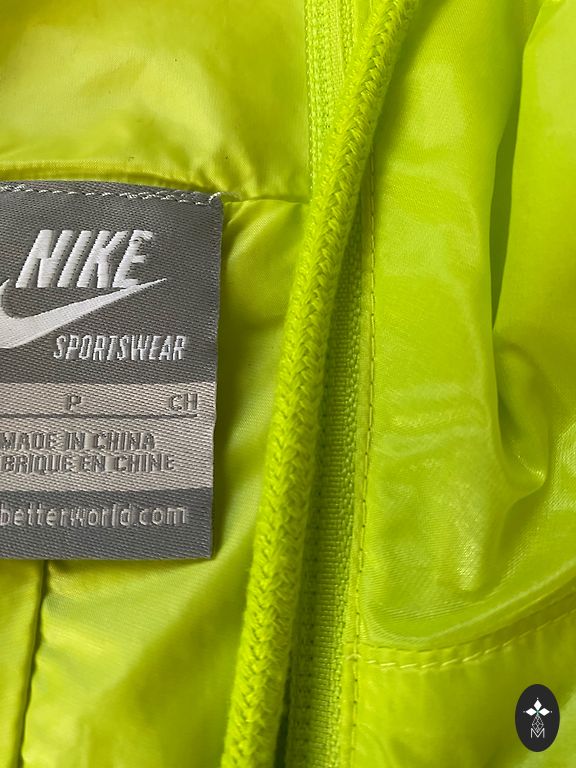 NIKE
SPORTSWEAR
P CH
MADE IN CHINA
BRIQUE EN CHINE
betterworld.com
M